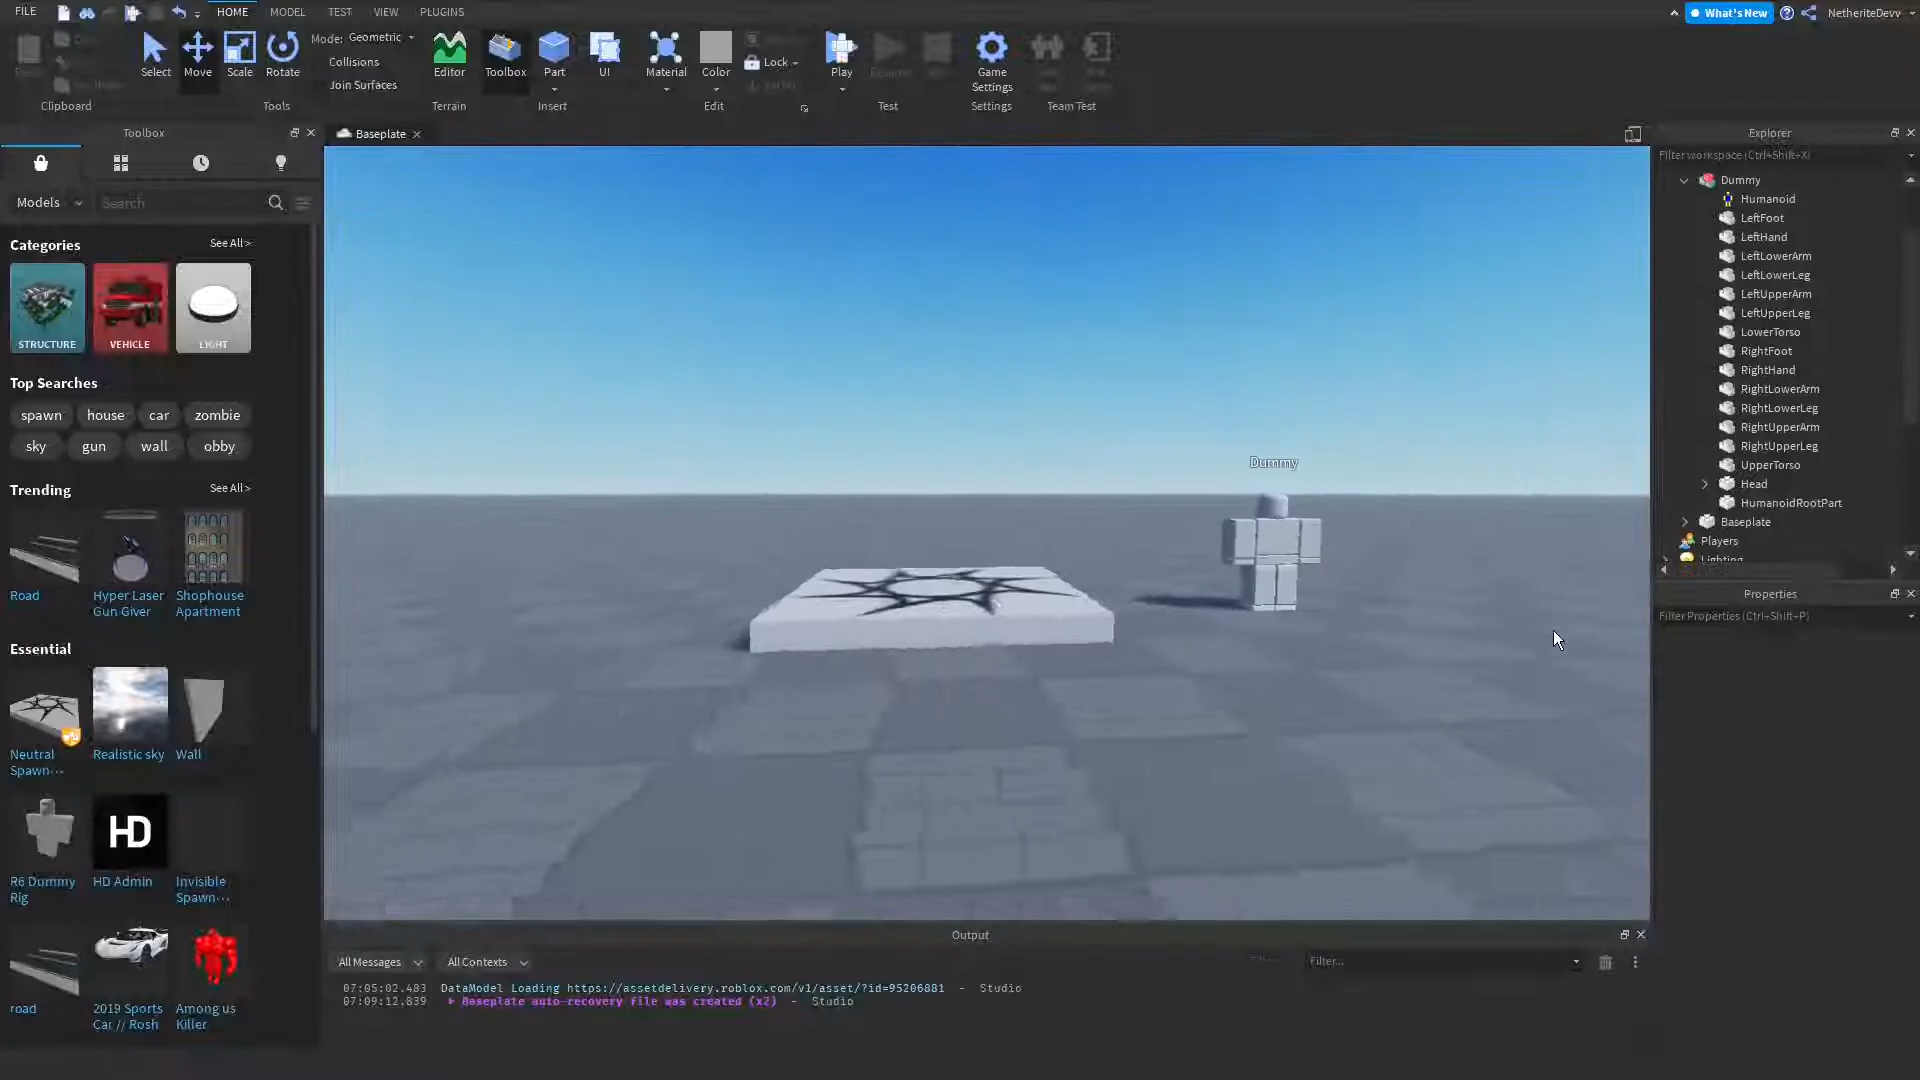 FILE HOME MODEL TEST VIEW PLUGINS What's New NetheriteDevv
Select Move Scale Rotate
Mode: Geometric
Collisions
Join Surfaces
Editor Toolbox Part UI Material Color Lock Play Game Settings
Clipboard Tools Terrain Insert Edit Test Settings Team Test
Toolbox
Models Search
Categories See All >
STRUCTURE VEHICLE LIGHT
Top Searches
spawn house car zombie
sky gun wall obby
Trending See All >
Road Hyper Laser Shophouse
Gun Giver Apartment
Essential
Neutral Realistic sky Wall
Spawn...
HD
R6 Dummy HD Admin Invisible
Rig Spawn...
road 2019 Sports Among us
Car // Rosh Killer
Baseplate
Dummy
Output
All Messages All Contexts Filter...
07:05:02.483 DataModel Loading https://assetdelivery.roblox.com/v1/asset/?id=95206881 - Studio
07:09:12.839 Baseplate auto-recovery file was created (x2) - Studio
Explorer
Filter workspace (Ctrl+Shift+X)
Dummy
Humanoid
LeftFoot
LeftHand
LeftLowerArm
LeftLowerLeg
LeftUpperArm
LeftUpperLeg
LowerTorso
RightFoot
RightHand
RightLowerArm
RightLowerLeg
RightUpperArm
RightUpperLeg
UpperTorso
Head
HumanoidRootPart
Baseplate
Players
Lighting
Properties
Filter Properties (Ctrl+Shift+P)